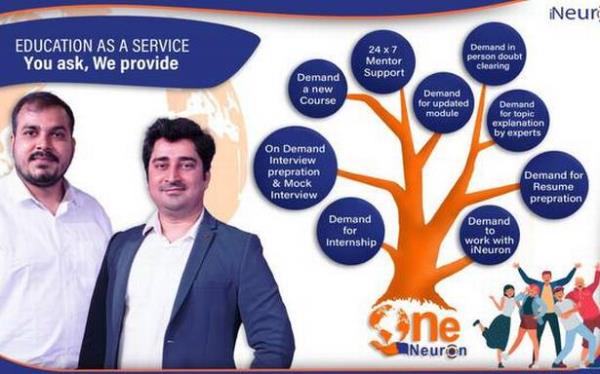 iNeuron
EDUCATION AS A SERVICE
You ask, We provide
24 x 7
Mentor
Support
Demand in
person doubt
clearing
Demand
a new
Course
Demand
for updated
module
Demand
for topic
explanation
by experts
On Demand
Interview
prepration
& Mock
Interview
Demand for
Resume
prepration
Demand
for
Internship
Demand
to
work with
iNeuron
One
Neuron